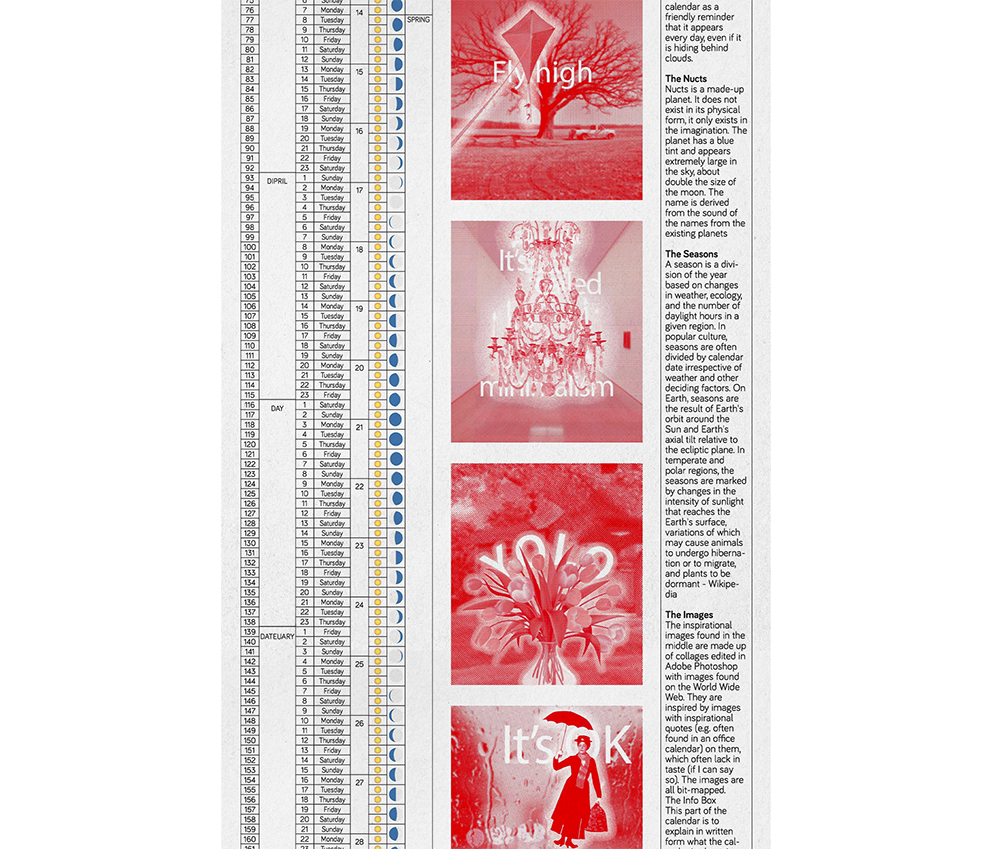 75 6 Sunday
76 7 Monday 14
77 8 Tuesday SPRING
78 9 Thursday
79 10 Friday
80 11 Saturday
81 12 Sunday
82 13 Monday 15
83 14 Tuesday
84 15 Thursday
85 16 Friday
86 17 Saturday
87 18 Sunday
88 19 Monday 16
89 20 Tuesday
90 21 Thursday
91 22 Friday
92 23 Saturday
93 DIPRIL 1 Sunday
94 2 Monday 17
95 3 Tuesday
96 4 Thursday
97 5 Friday
98 6 Saturday
99 7 Sunday
100 8 Monday 18
101 9 Tuesday
102 10 Thursday
103 11 Friday
104 12 Saturday
105 13 Sunday
106 14 Monday 19
107 15 Tuesday
108 16 Thursday
109 17 Friday
110 18 Saturday
111 19 Sunday
112 20 Monday 20
113 21 Tuesday
114 22 Thursday
115 23 Friday
116 DAY 1 Saturday
117 2 Sunday
118 3 Monday 21
119 4 Tuesday
120 5 Thursday
121 6 Friday
122 7 Saturday
123 8 Sunday
124 9 Monday 22
125 10 Tuesday
126 11 Thursday
127 12 Friday
128 13 Saturday
129 14 Sunday
130 15 Monday 23
131 16 Tuesday
132 17 Thursday
133 18 Friday
134 19 Saturday
135 20 Sunday
136 21 Monday 24
137 22 Tuesday
138 23 Thursday
139 DATEUARY 1 Friday
140 2 Saturday
141 3 Sunday
142 4 Monday 25
143 5 Tuesday
144 6 Thursday
145 7 Friday
146 8 Saturday
147 9 Sunday
148 10 Monday 26
149 11 Tuesday
150 12 Thursday
151 13 Friday
152 14 Saturday
153 15 Sunday
154 16 Monday 27
155 17 Tuesday
156 18 Thursday
157 19 Friday
158 20 Saturday
159 21 Sunday
160 22 Monday 28
Fly high
It's
minimalism
YOLO
It's OK
calendar as a
friendly reminder
that it appears
every day, even if it
is hiding behind
clouds.
The Nucts
Nucts is a made-up
planet. It does not
exist in its physical
form, it only exists in
the imagination. The
planet has a blue
tint and appears
extremely large in
the sky, about
double the size of
the moon. The
name is derived
from the sound of
the names from the
existing planets
The Seasons
A season is a divi-
sion of the year
based on changes
in weather, ecology,
and the number of
daylight hours in a
given region. In
popular culture,
seasons are often
divided by calendar
date irrespective of
weather and other
deciding factors. On
Earth, seasons are
the result of Earth's
orbit around the
Sun and Earth's
axial tilt relative to
the ecliptic plane. In
temperate and
polar regions, the
seasons are marked
by changes in the
intensity of sunlight
that reaches the
Earth's surface,
variations of which
may cause animals
to undergo hiberna-
tion or to migrate,
and plants to be
dormant - Wikipe-
dia
The Images
The inspirational
images found in the
middle are made up
of collages edited in
Adobe Photoshop
with images found
on the World Wide
Web. They are
inspired by images
with inspirational
quotes (e.g. often
found in an office
calendar) on them,
which often lack in
taste (if I can say
so). The images are
all bit-mapped.
The Info Box
This part of the
calendar is to
explain in written
form what the cal-